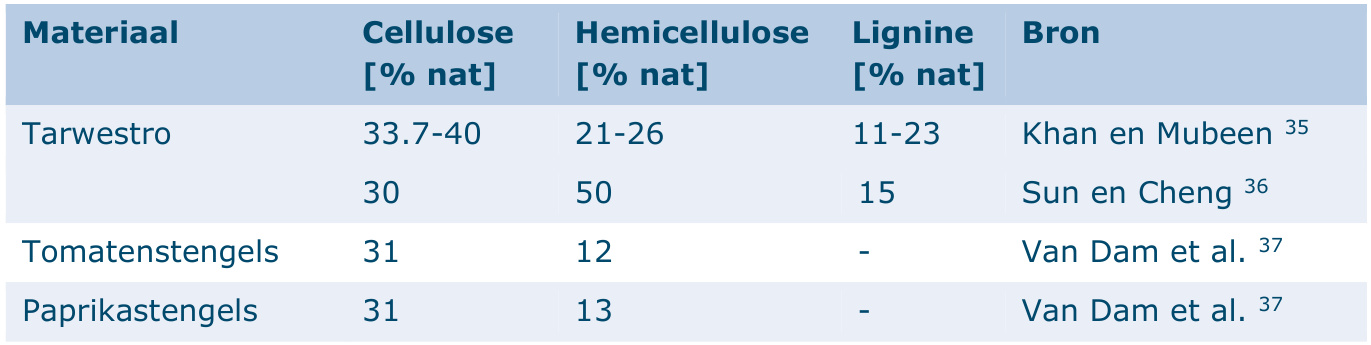 Materiaal Cellulose Hemicellulose Lignine Bron
[% nat] [% nat] [% nat]
Tarwestro 33.7-40 21-26 11-23 Khan en Mubeen 35
30 50 15 Sun en Cheng 36
Tomatenstengels 31 12 - Van Dam et al. 37
Paprikastengels 31 13 - Van Dam et al. 37